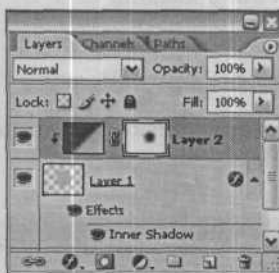 Layers Channels Paths
Normal Opacity: 100%
Lock: Fill: 100%
Layer 2
Layer 1
Effects
Inner Shadow